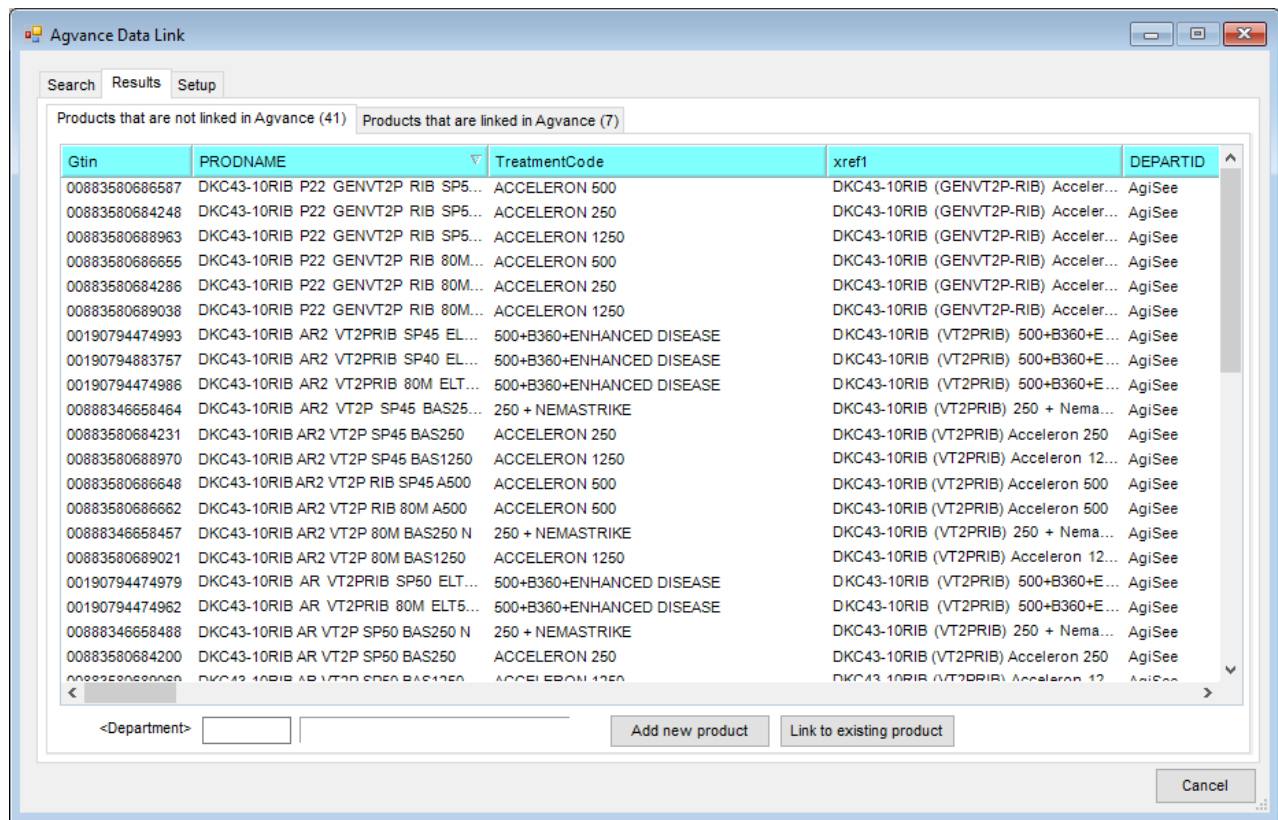 Agvance Data Link
Search Results Setup
Products that are not linked in Agvance (41) Products that are linked in Agvance (7)
Gtin PRODNAME TreatmentCode xref1 DEPARTID
00883580686587 DKC43-10RIB P22 GENVT2P RIB SP5... ACCELERON 500 DKC43-10RIB (GENVT2P-RIB) Acceler... AgiSee
00883580684248 DKC43-10RIB P22 GENVT2P RIB SP5... ACCELERON 250 DKC43-10RIB (GENVT2P-RIB) Acceler... AgiSee
00883580688963 DKC43-10RIB P22 GENVT2P RIB SP5... ACCELERON 1250 DKC43-10RIB (GENVT2P-RIB) Acceler... AgiSee
00883580686655 DKC43-10RIB P22 GENVT2P RIB 80M... ACCELERON 500 DKC43-10RIB (GENVT2P-RIB) Acceler... AgiSee
00883580684286 DKC43-10RIB P22 GENVT2P RIB 80M... ACCELERON 250 DKC43-10RIB (GENVT2P-RIB) Acceler... AgiSee
00883580689038 DKC43-10RIB P22 GENVT2P RIB 80M... ACCELERON 1250 DKC43-10RIB (GENVT2P-RIB) Acceler... AgiSee
00190794474993 DKC43-10RIB AR2 VT2PRIB SP45 EL... 500+B360+ENHANCED DISEASE DKC43-10RIB (VT2PRIB) 500+B360+E... AgiSee
00190794883757 DKC43-10RIB AR2 VT2PRIB SP40 EL... 500+B360+ENHANCED DISEASE DKC43-10RIB (VT2PRIB) 500+B360+E... AgiSee
00190794474986 DKC43-10RIB AR2 VT2PRIB 80M ELT... 500+B360+ENHANCED DISEASE DKC43-10RIB (VT2PRIB) 500+B360+E... AgiSee
00888346658464 DKC43-10RIB AR2 VT2P SP45 BAS25... 250 + NEMASTRIKE DKC43-10RIB (VT2PRIB) 250 + Nema... AgiSee
00883580684231 DKC43-10RIB AR2 VT2P SP45 BAS250 ACCELERON 250 DKC43-10RIB (VT2PRIB) Acceleron 250 AgiSee
00883580688970 DKC43-10RIB AR2 VT2P SP45 BAS1250 ACCELERON 1250 DKC43-10RIB (VT2PRIB) Acceleron 12... AgiSee
00883580686648 DKC43-10RIB AR2 VT2P RIB SP45 A500 ACCELERON 500 DKC43-10RIB (VT2PRIB) Acceleron 500 AgiSee
00883580686662 DKC43-10RIB AR2 VT2P RIB 80M A500 ACCELERON 500 DKC43-10RIB (VT2PRIB) Acceleron 500 AgiSee
00888346658457 DKC43-10RIB AR2 VT2P 80M BAS250 N 250 + NEMASTRIKE DKC43-10RIB (VT2PRIB) 250 + Nema... AgiSee
00883580689021 DKC43-10RIB AR2 VT2P 80M BAS1250 ACCELERON 1250 DKC43-10RIB (VT2PRIB) Acceleron 12... AgiSee
00190794474979 DKC43-10RIB AR VT2PRIB SP50 ELT... 500+B360+ENHANCED DISEASE DKC43-10RIB (VT2PRIB) 500+B360+E... AgiSee
00190794474962 DKC43-10RIB AR VT2PRIB 80M ELT5... 500+B360+ENHANCED DISEASE DKC43-10RIB (VT2PRIB) 500+B360+E... AgiSee
00888346658488 DKC43-10RIB AR VT2P SP50 BAS250 N 250 + NEMASTRIKE DKC43-10RIB (VT2PRIB) 250 + Nema... AgiSee
00883580684200 DKC43-10RIB AR VT2P SP50 BAS250 ACCELERON 250 DKC43-10RIB (VT2PRIB) Acceleron 250 AgiSee
DKC43-10RIB AR VT2P SP50 BAS1250 ACCELERON 1250 DKC43-10RIB (VT2PRIB) Acceleron 12... AgiSee
<Department> Add new product Link to existing product
Cancel